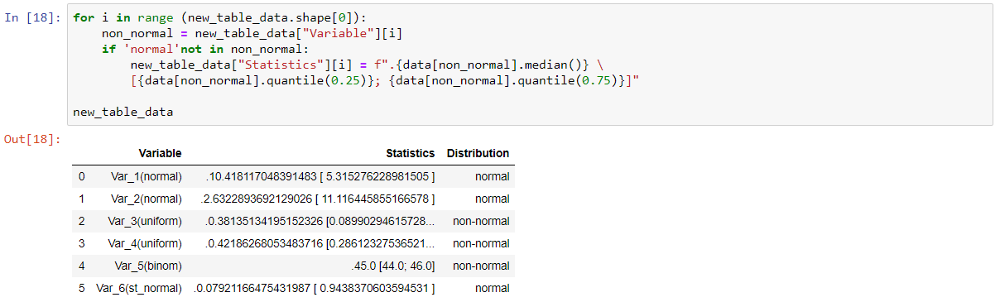 In [18]: for i in range (new_table_data.shape[0]):
non_normal = new_table_data["Variable"][i]
if 'normal'not in non_normal:
new_table_data["Statistics"][i] = f".{data[non_normal].median()} \
[{data[non_normal].quantile(0.25)}; {data[non_normal].quantile(0.75)}]"
new_table_data
Out[18]:
Variable Statistics Distribution
0 Var_1(normal) .10.418117048391483 [ 5.315276228981505 ] normal
1 Var_2(normal) .2.6322893692129026 [ 11.116445855166578 ] normal
2 Var_3(uniform) .0.38135134195152326 [0.08990294615728... non-normal
3 Var_4(uniform) .0.42186268053483716 [0.28612327536521... non-normal
4 Var_5(binom) .45.0 [44.0; 46.0] non-normal
5 Var_6(st_normal) .0.07921166475431987 [ 0.9438370603594531 ] normal